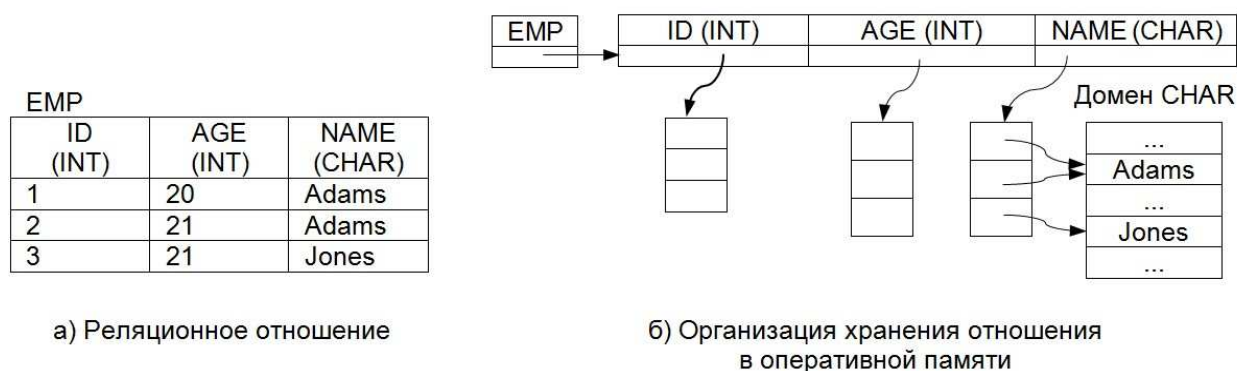 EMP
ID (INT) AGE (INT) NAME (CHAR)
Домен CHAR
...
Adams
...
Jones
...
EMP
ID AGE NAME
(INT) (INT) (CHAR)
1 20 Adams
2 21 Adams
3 21 Jones
а) Реляционное отношение
б) Организация хранения отношения
в оперативной памяти